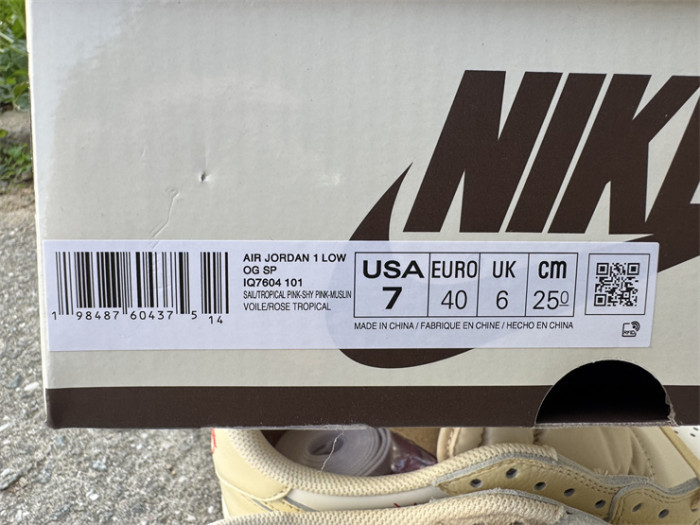 NIKE
AIR JORDAN 1 LOW
OG SP
IQ7604 101
SAIL/TROPICAL PINK-SHY PINK-MUSLIN
VOILE/ROSE TROPICAL
1 98487 60437 5 14
USA 7
EURO 40
UK 6
cm 25.0
MADE IN CHINA / FABRIQUE EN CHINE / HECHO EN CHINA